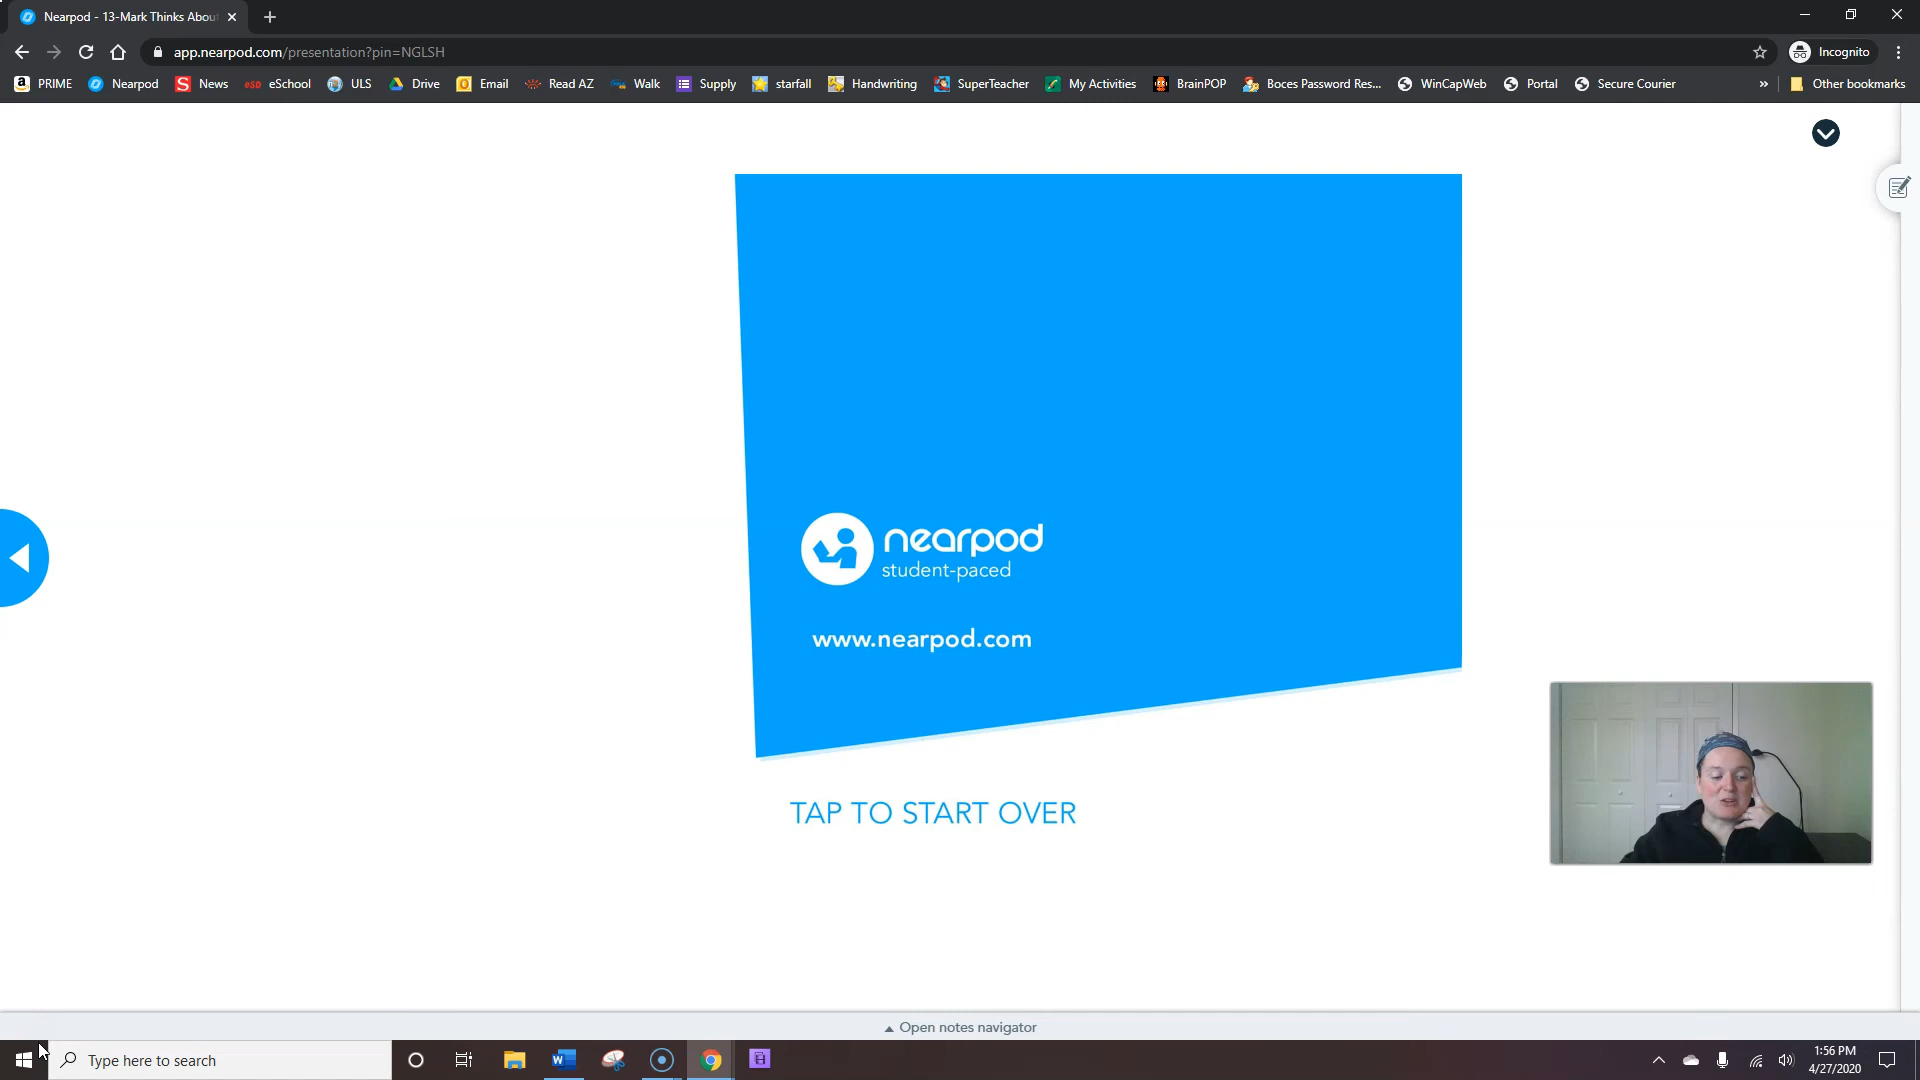 Nearpod - 13-Mark Thinks Abou
app.nearpod.com/presentation?pin=NGLSH
Incognito
PRIME Nearpod News eSchool ULS Drive Email Read AZ Walk Supply starfall Handwriting SuperTeacher My Activities BrainPOP Boces Password Res... WinCapWeb Portal Secure Courier » Other bookmarks
nearpod
student-paced
www.nearpod.com
TAP TO START OVER
Open notes navigator
Type here to search
1:56 PM
4/27/2020